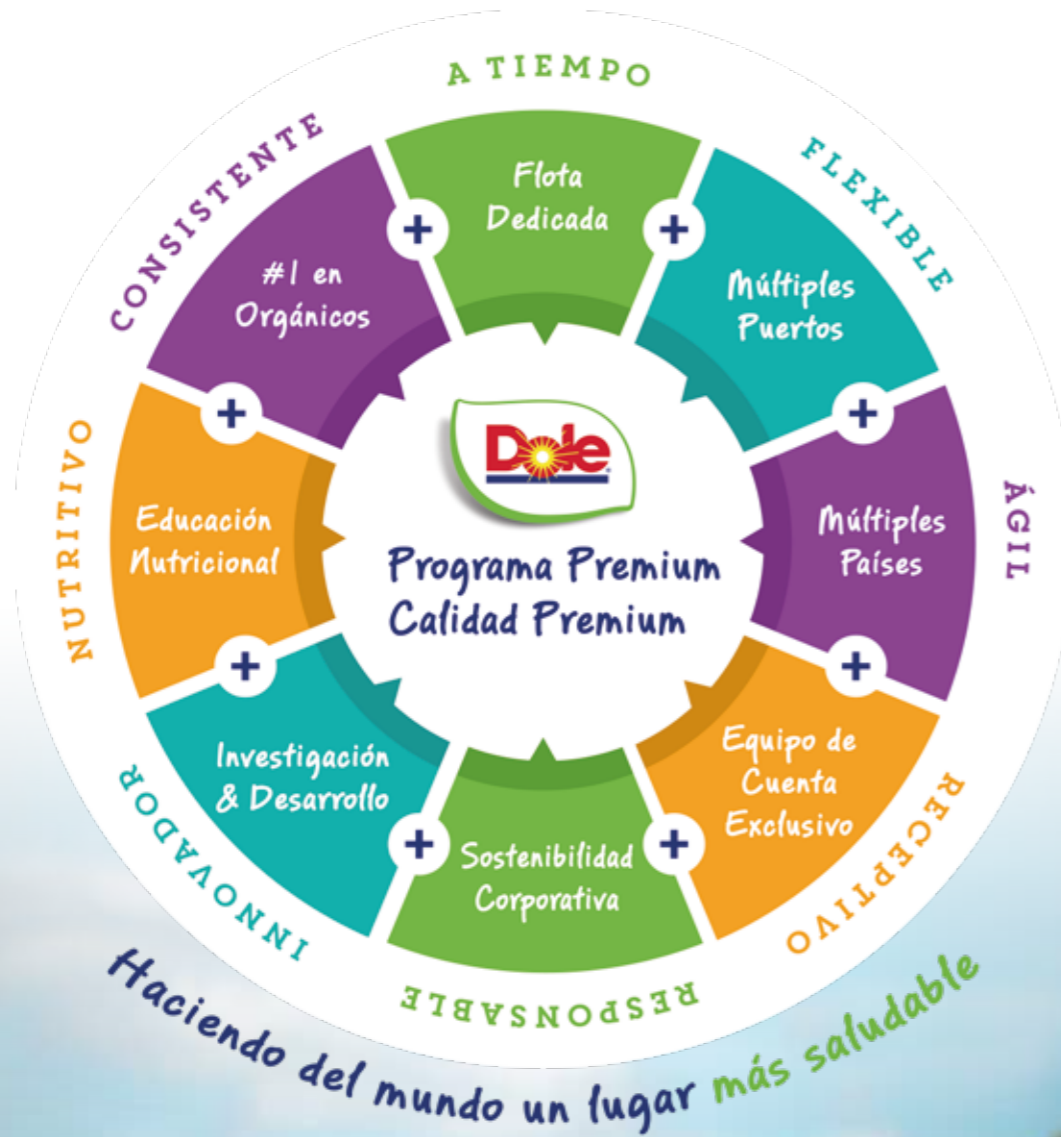 A TIEMPO
Flota
Dedicada
FLEXIBLE
Múltiples
Puertos
ÁGIL
Múltiples
Países
RECEPTIVO
Equipo de
Cuenta
Exclusivo
RESPONSABLE
Sostenibilidad
Corporativa
INNOVADOR
Investigación
& Desarrollo
NUTRITIVO
Educación
Nutricional
CONSISTENTE
#1 en
Orgánicos
Dole
Programa Premium
Calidad Premium
Haciendo del mundo un lugar más saludable